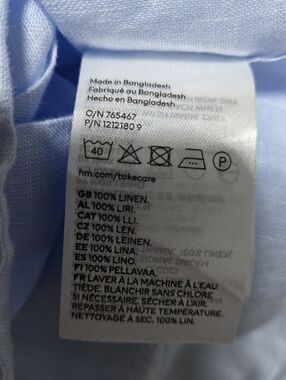 Made in Bangladesh
Fabriqué au Bangladesh
Hecho en Bangladesh
O/N 765467
P/N 1212180 9
40 P
hm.com/takecare
GB 100% LINEN.
AL 100% LIRI.
CAT 100% LLI.
CZ 100% LEN.
DE 100% LEINEN.
EE 100% LINA.
ES 100% LINO.
FI 100% PELLAVAA.
FR LAVER À LA MACHINE À L'EAU
TIÈDE. BLANCHIR SANS CHLORE
SI NÉCESSAIRE, SÉCHER À L'AIR.
REPASSER À HAUTE TEMPÉRATURE.
NETTOYAGE À SEC. 100% LIN.